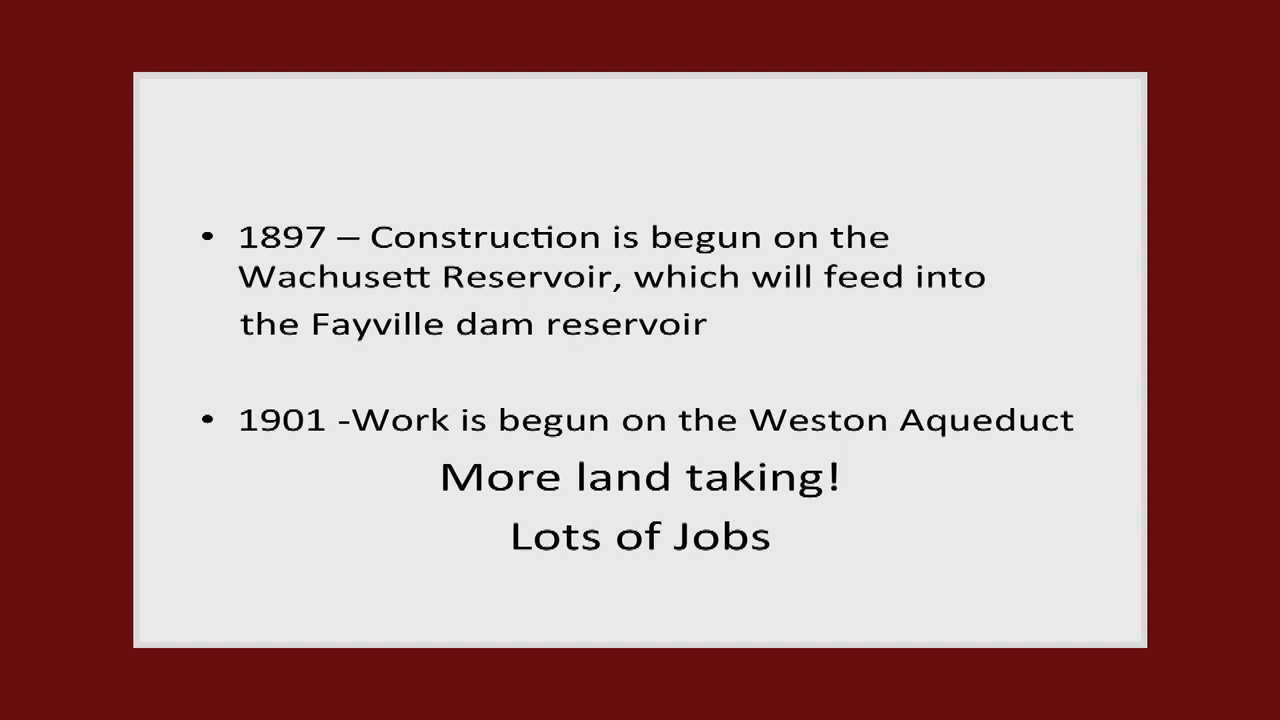 • 1897 – Construction is begun on the
Wachusett Reservoir, which will feed into
the Fayville dam reservoir
• 1901 -Work is begun on the Weston Aqueduct
More land taking!
Lots of Jobs